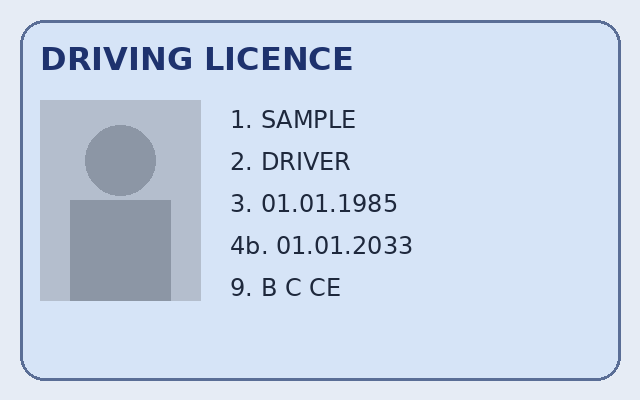 DRIVING LICENCE
1. SAMPLE
2. DRIVER
3. 01.01.1985
4b. 01.01.2033
9. B C CE